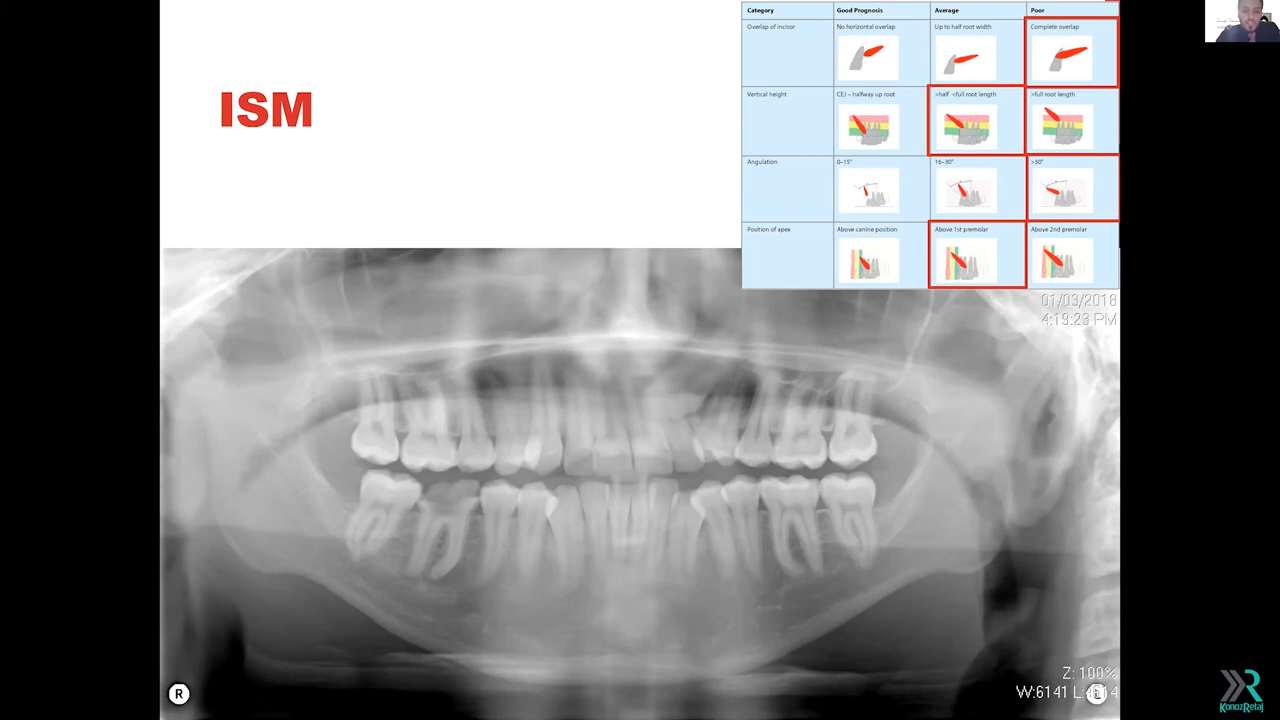 ISM
Category Good Prognosis Average Poor
Overlap of incisor No horizontal overlap Up to half root width Complete overlap
Vertical height CEJ – halfway up root >half <full root length >full root length
Angulation 0–15° 16–30° >30°
Position of apex Above canine position Above 1st premolar Above 2nd premolar
01/03/2018
4:19:23 PM
Z: 100%
R
KonozRetaj